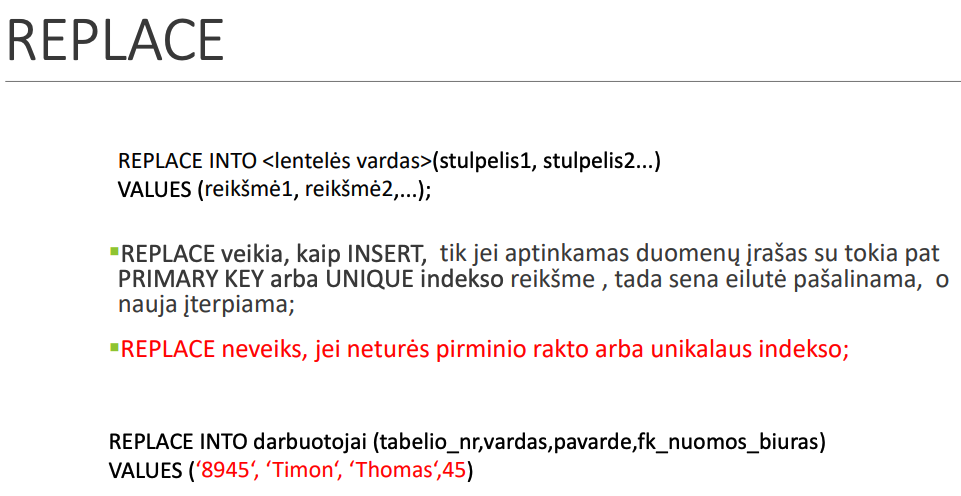 REPLACE
REPLACE INTO <lentelės vardas>(stulpelis1, stulpelis2...)
VALUES (reikšmė1, reikšmė2,...);
▪REPLACE veikia, kaip INSERT, tik jei aptinkamas duomenų įrašas su tokia pat
PRIMARY KEY arba UNIQUE indekso reikšme , tada sena eilutė pašalinama, o
nauja įterpiama;
▪REPLACE neveiks, jei neturės pirminio rakto arba unikalaus indekso;
REPLACE INTO darbuotojai (tabelio_nr,vardas,pavarde,fk_nuomos_biuras)
VALUES (‘8945‘, ‘Timon‘, ‘Thomas‘,45)